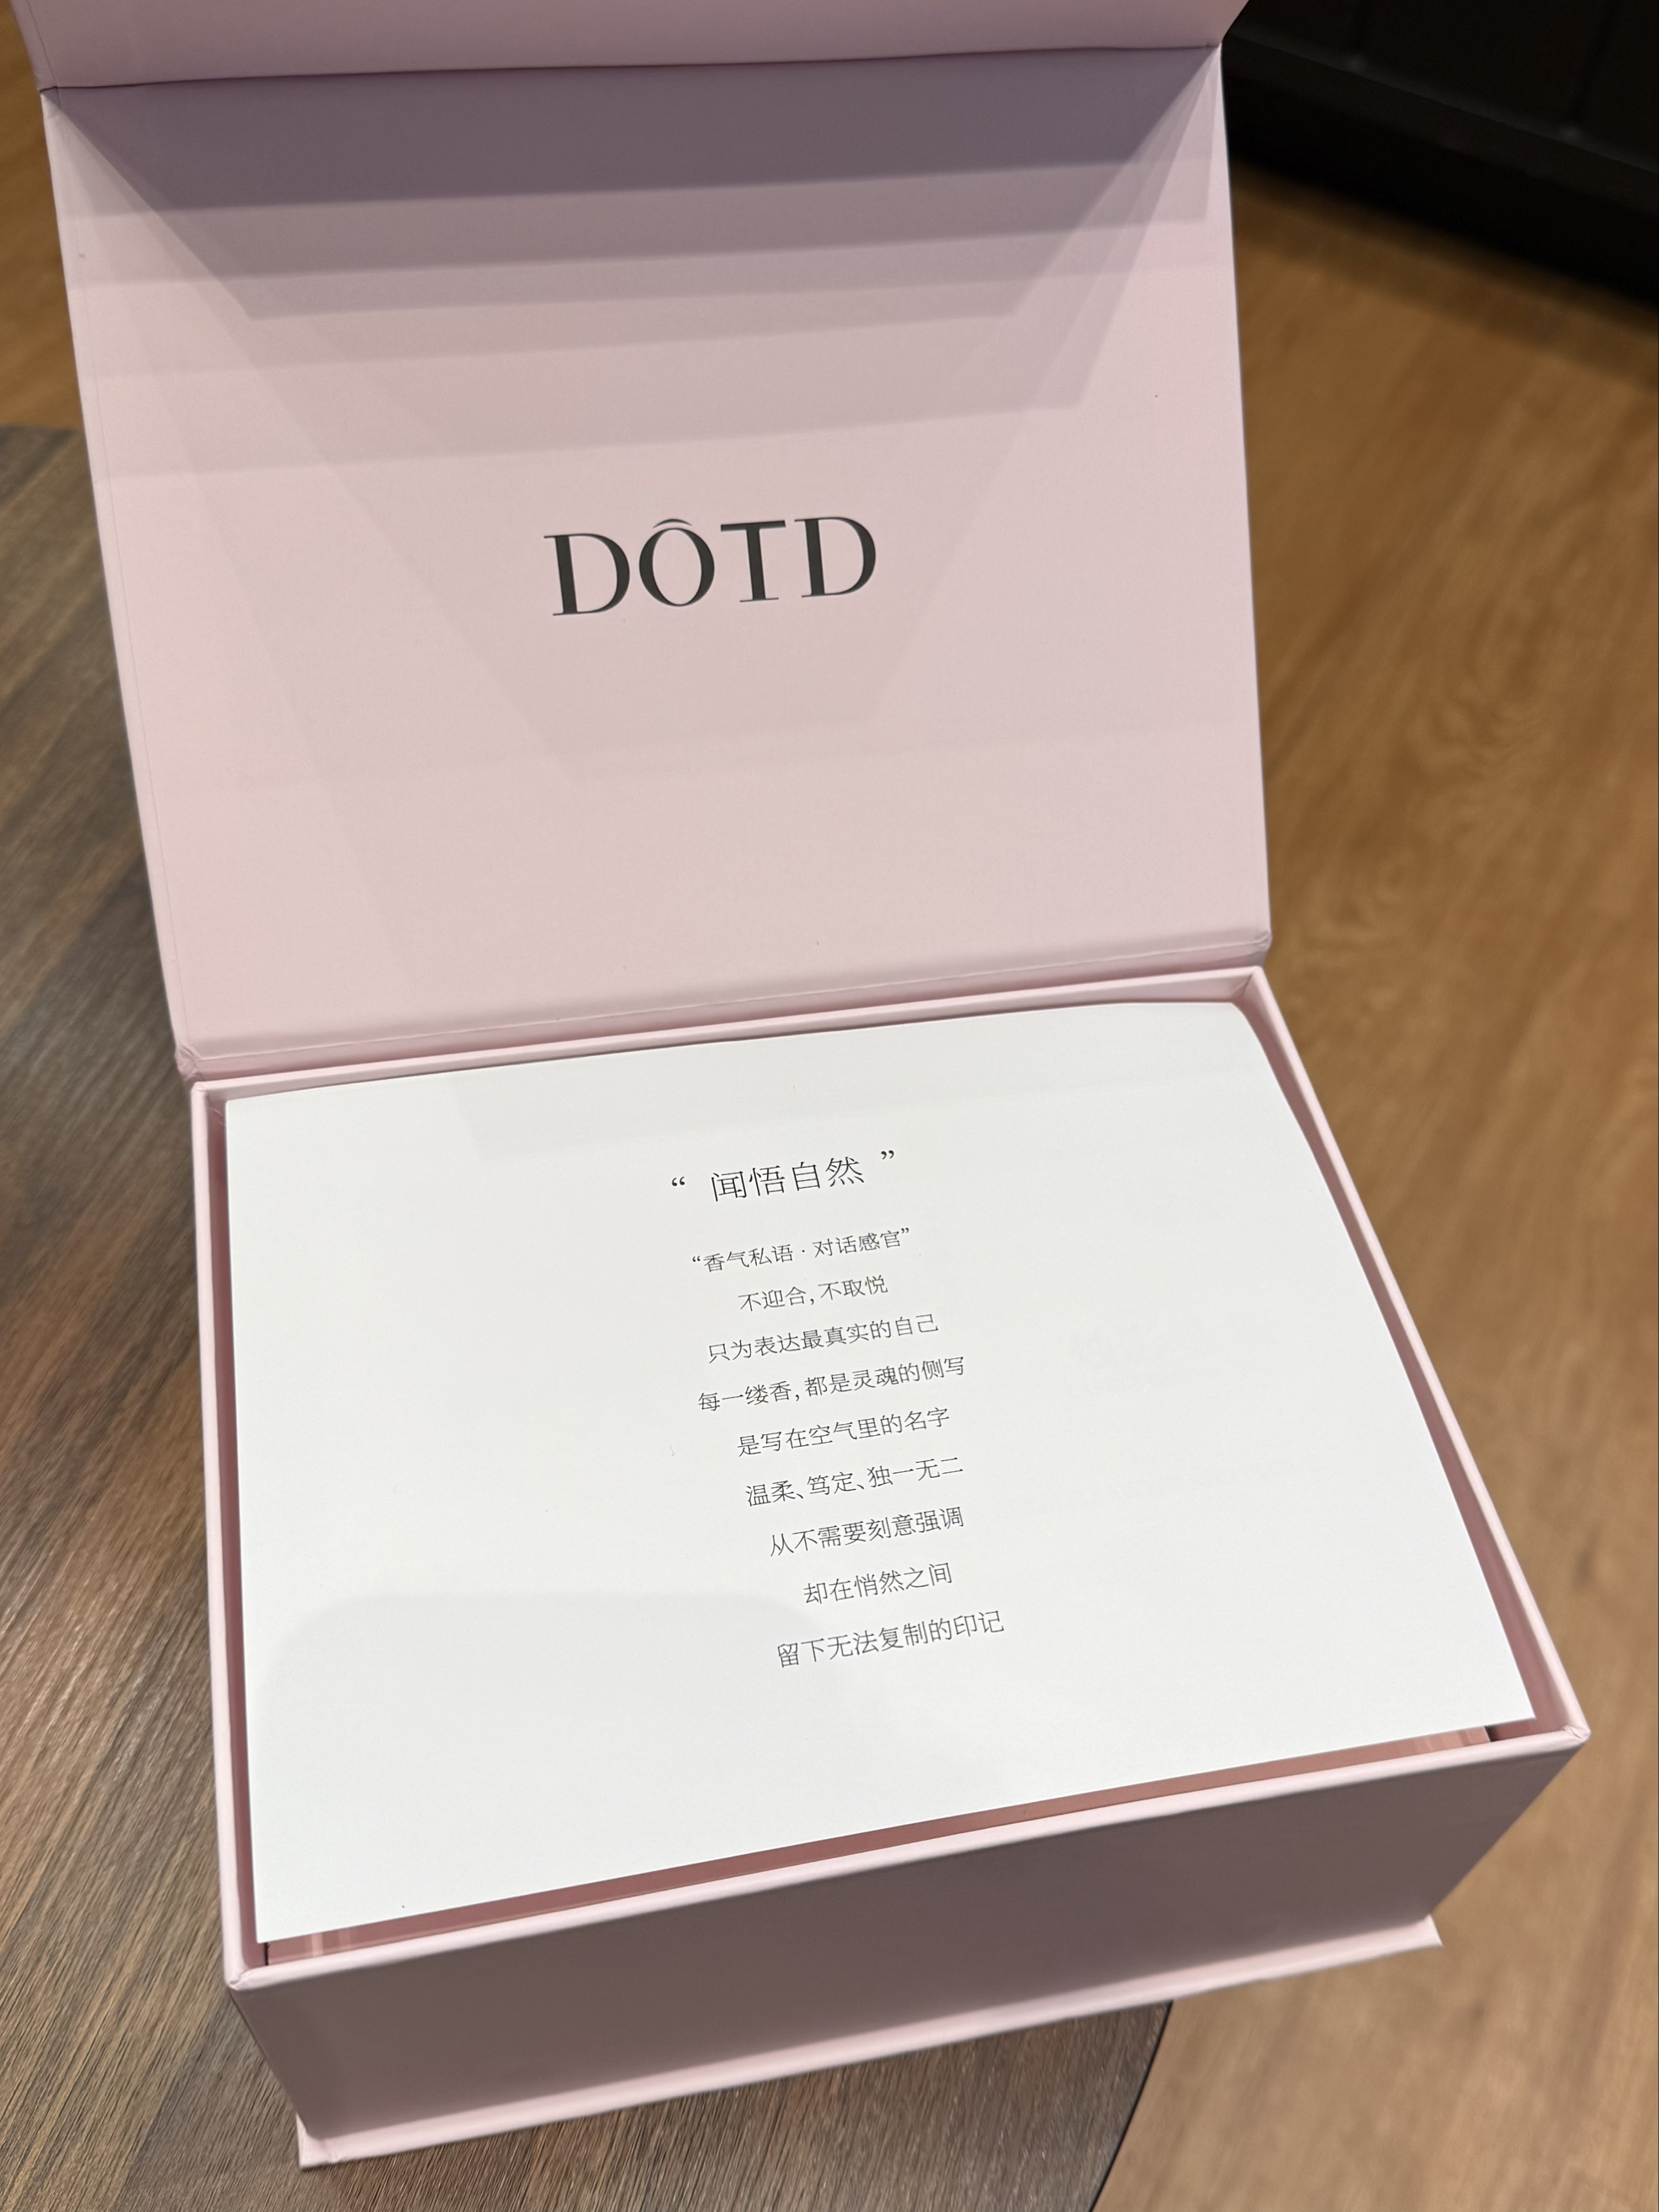 DÔTD
“ 闻悟自然 ”
“香气私语 · 对话感官”
不迎合, 不取悦
只为表达最真实的自己
每一缕香, 都是灵魂的侧写
是写在空气里的名字
温柔、笃定、独一无二
从不需要刻意强调
却在悄然之间
留下无法复制的印记